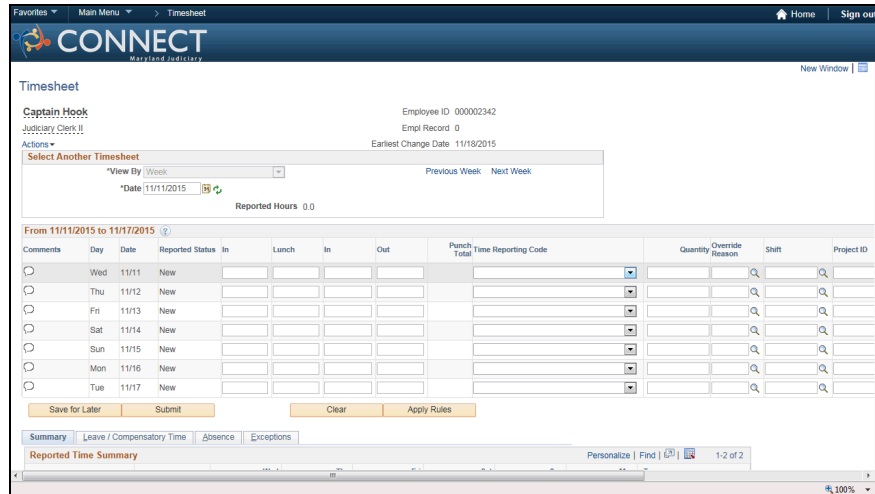 Favorites Main Menu > Timesheet Home Sign out
CONNECT
Maryland Judiciary
New Window
Timesheet
Captain Hook Employee ID 000002342
Judiciary Clerk II Empl Record 0
Actions Earliest Change Date 11/18/2015
Select Another Timesheet
*View By Week Previous Week Next Week
*Date 11/11/2015
Reported Hours 0.0
From 11/11/2015 to 11/17/2015
Comments Day Date Reported Status In Lunch In Out Punch Total Time Reporting Code Quantity Override Reason Shift Project ID
Wed 11/11 New
Thu 11/12 New
Fri 11/13 New
Sat 11/14 New
Sun 11/15 New
Mon 11/16 New
Tue 11/17 New
Save for Later Submit Clear Apply Rules
Summary Leave / Compensatory Time Absence Exceptions
Reported Time Summary Personalize | Find | 1-2 of 2
100%